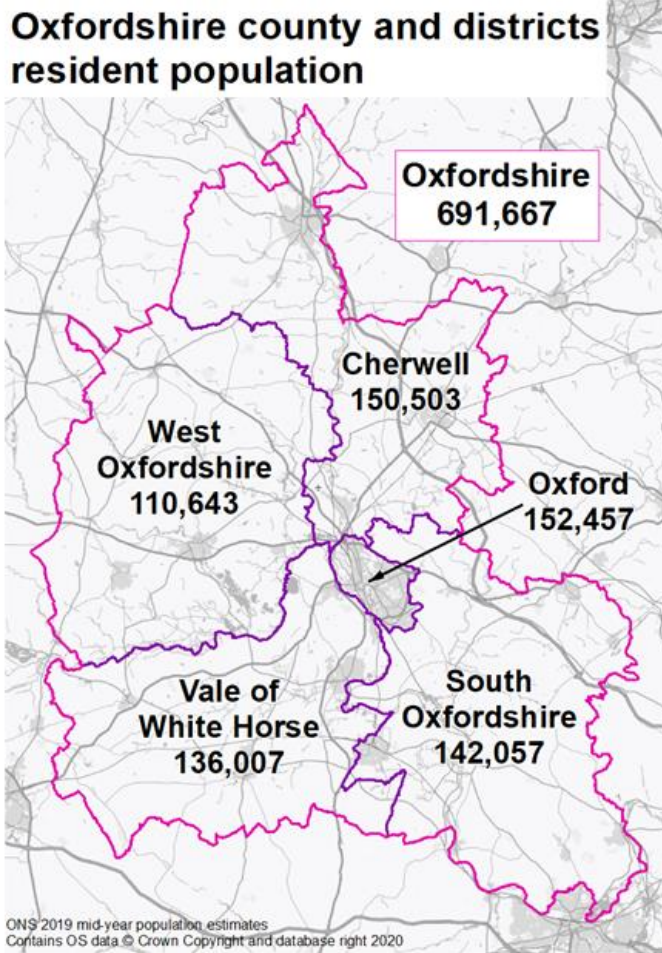 Oxfordshire county and districts
resident population
Oxfordshire
691,667
Cherwell
150,503
West
Oxfordshire
110,643
Oxford
152,457
Vale of
White Horse
136,007
South
Oxfordshire
142,057
ONS 2019 mid-year population estimates
Contains OS data © Crown Copyright and database right 2020